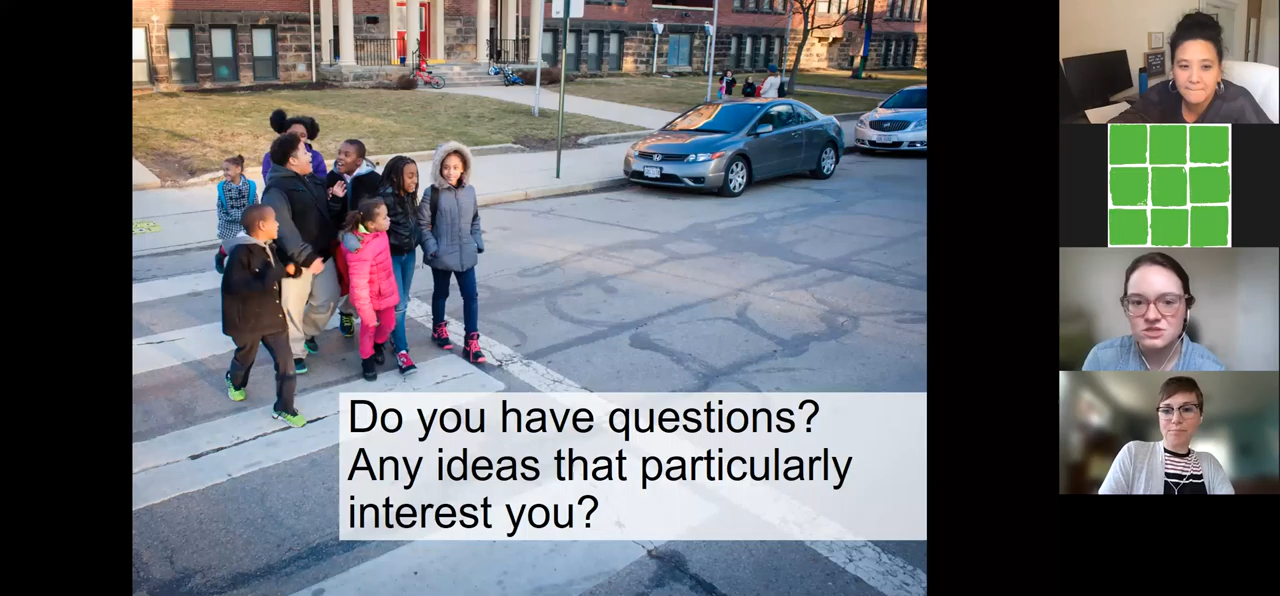 Do you have questions?
Any ideas that particularly
interest you?